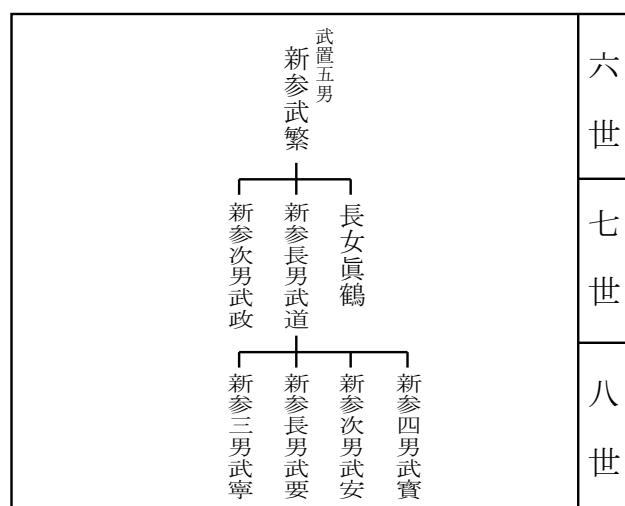 六世
武置五男
新参武繁
七世
長女眞鶴
新参長男武道
新参次男武政
八世
新参四男武寳
新参次男武安
新参長男武要
新参三男武寧